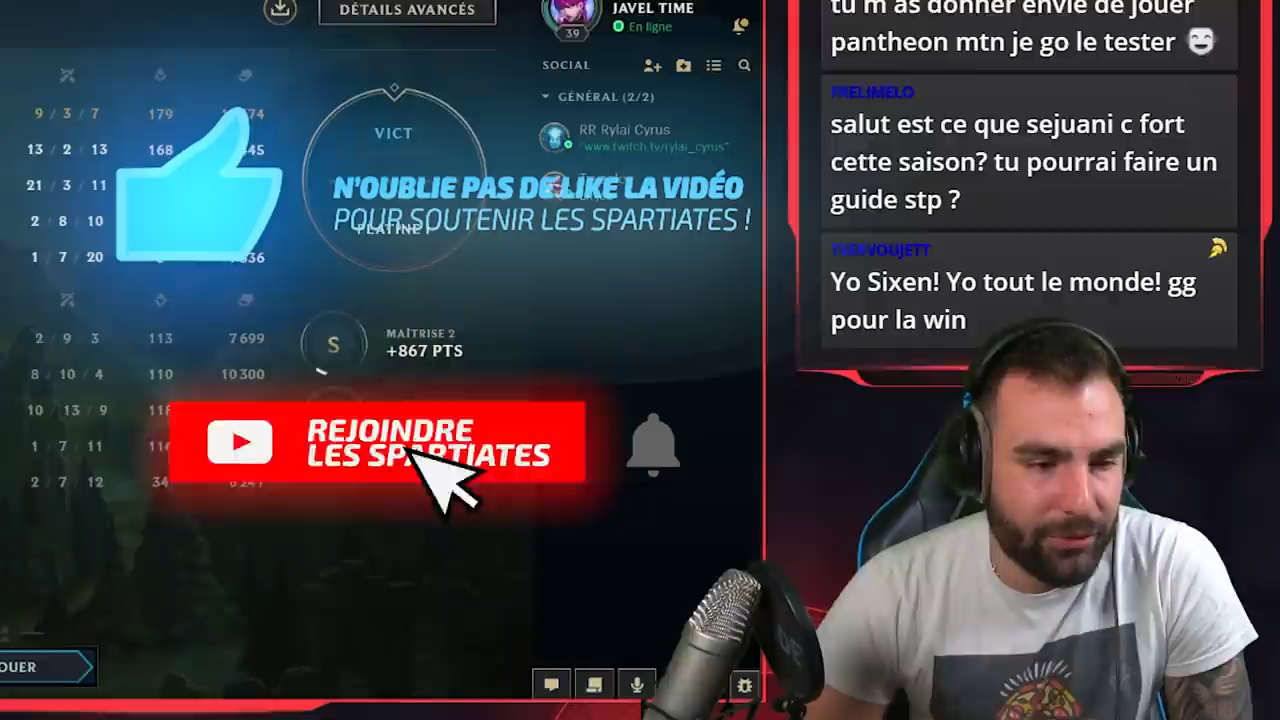 DÉTAILS AVANCÉS
39
JAVEL TIME
En ligne
SOCIAL
GÉNÉRAL (2/2)
RR Rylai Cyrus
"www.twitch.tv/rylai_cyrus"
9 / 3 / 7 179
13 / 2 / 13 168
21 / 3 / 11
2 / 8 / 10
1 / 7 / 20
VICT
PLATINE I
N'OUBLIE PAS DE LIKE LA VIDÉO
POUR SOUTENIR LES SPARTIATES !
2 / 9 / 3 113 7 699
8 / 10 / 4 110 10 300
10 / 13 / 9
1 / 7 / 11
2 / 7 / 12
S
MAÎTRISE 2
+867 PTS
REJOINDRE
LES SPARTIATES
OUER
tu m as donner envie de jouer
pantheon mtn je go le tester
salut est ce que sejuani c fort
cette saison? tu pourrai faire un
guide stp ?
Yo Sixen! Yo tout le monde! gg
pour la win